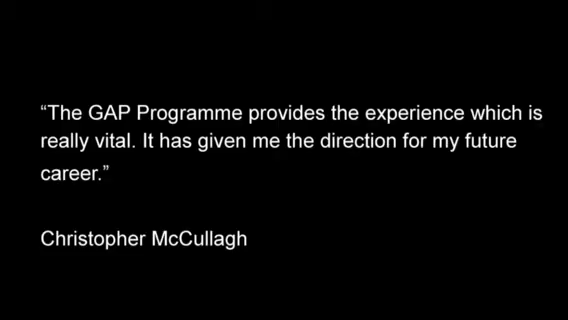 “The GAP Programme provides the experience which is
really vital. It has given me the direction for my future
career.”
Christopher McCullagh